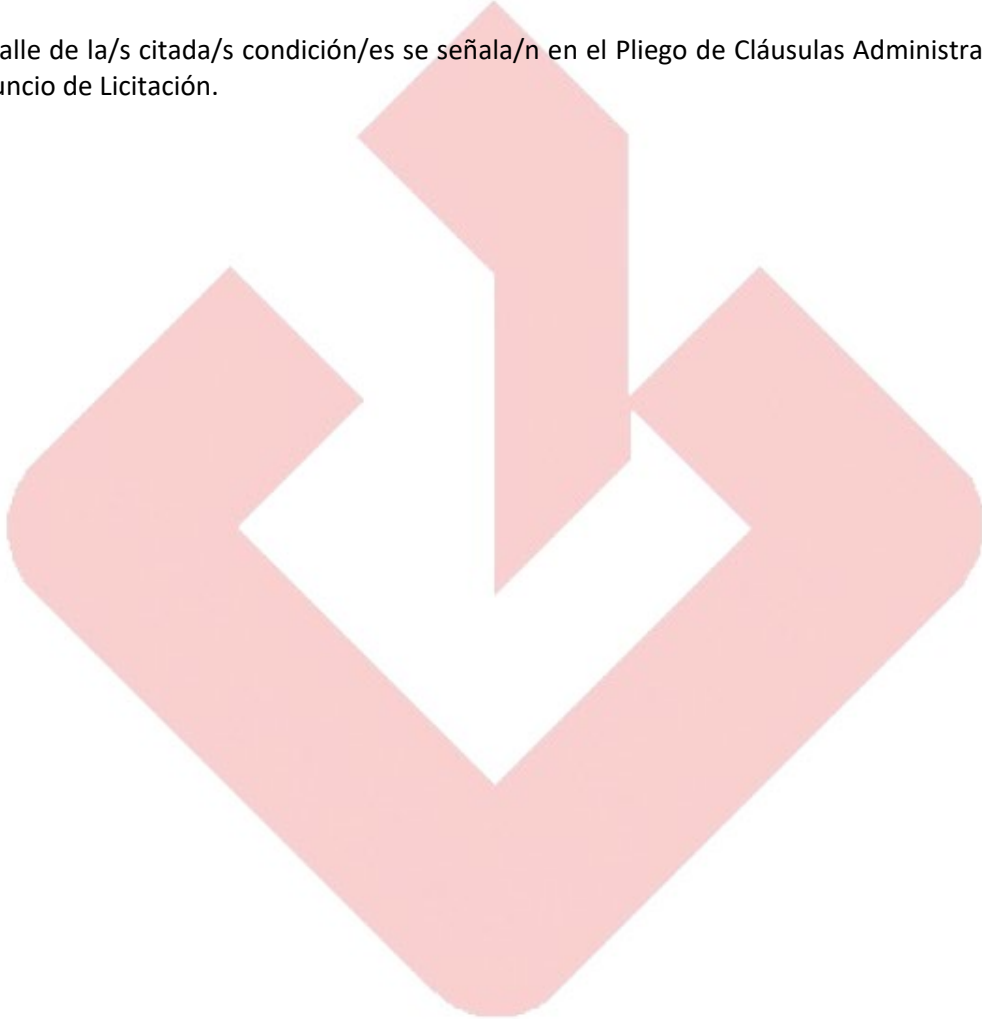 alle de la/s citada/s condición/es se señala/n en el Pliego de Cláusulas Administra
uncio de Licitación.